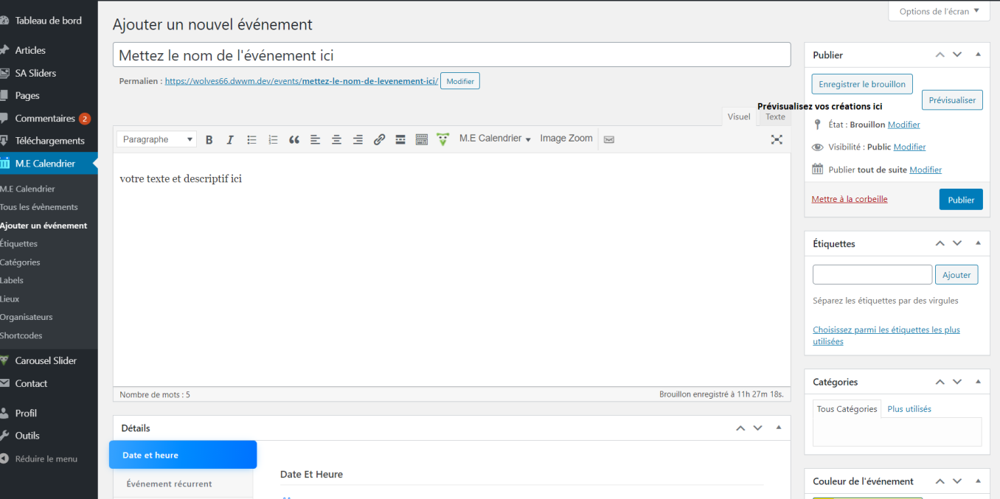 Options de l'écran
Tableau de bord
Articles
SA Sliders
Pages
Commentaires 2
Téléchargements
M.E Calendrier
M.E Calendrier
Tous les évènements
Ajouter un événement
Étiquettes
Catégories
Labels
Lieux
Organisateurs
Shortcodes
Carousel Slider
Contact
Profil
Outils
Réduire le menu
Ajouter un nouvel événement
Mettez le nom de l'événement ici
Permalien : https://wolves66.dwwm.dev/events/mettez-le-nom-de-levenement-ici/ Modifier
Visuel Texte
Paragraphe B I M.E Calendrier Image Zoom
votre texte et descriptif ici
Nombre de mots : 5 Brouillon enregistré à 11h 27m 18s.
Détails
Date et heure
Événement récurrent
Date Et Heure
Publier
Enregistrer le brouillon
Prévisualiser
Prévisualisez vos créations ici
État : Brouillon Modifier
Visibilité : Public Modifier
Publier tout de suite Modifier
Mettre à la corbeille Publier
Étiquettes
Ajouter
Séparez les étiquettes par des virgules
Choisissez parmi les étiquettes les plus
utilisées
Catégories
Tous Catégories Plus utilisés
Couleur de l'événement